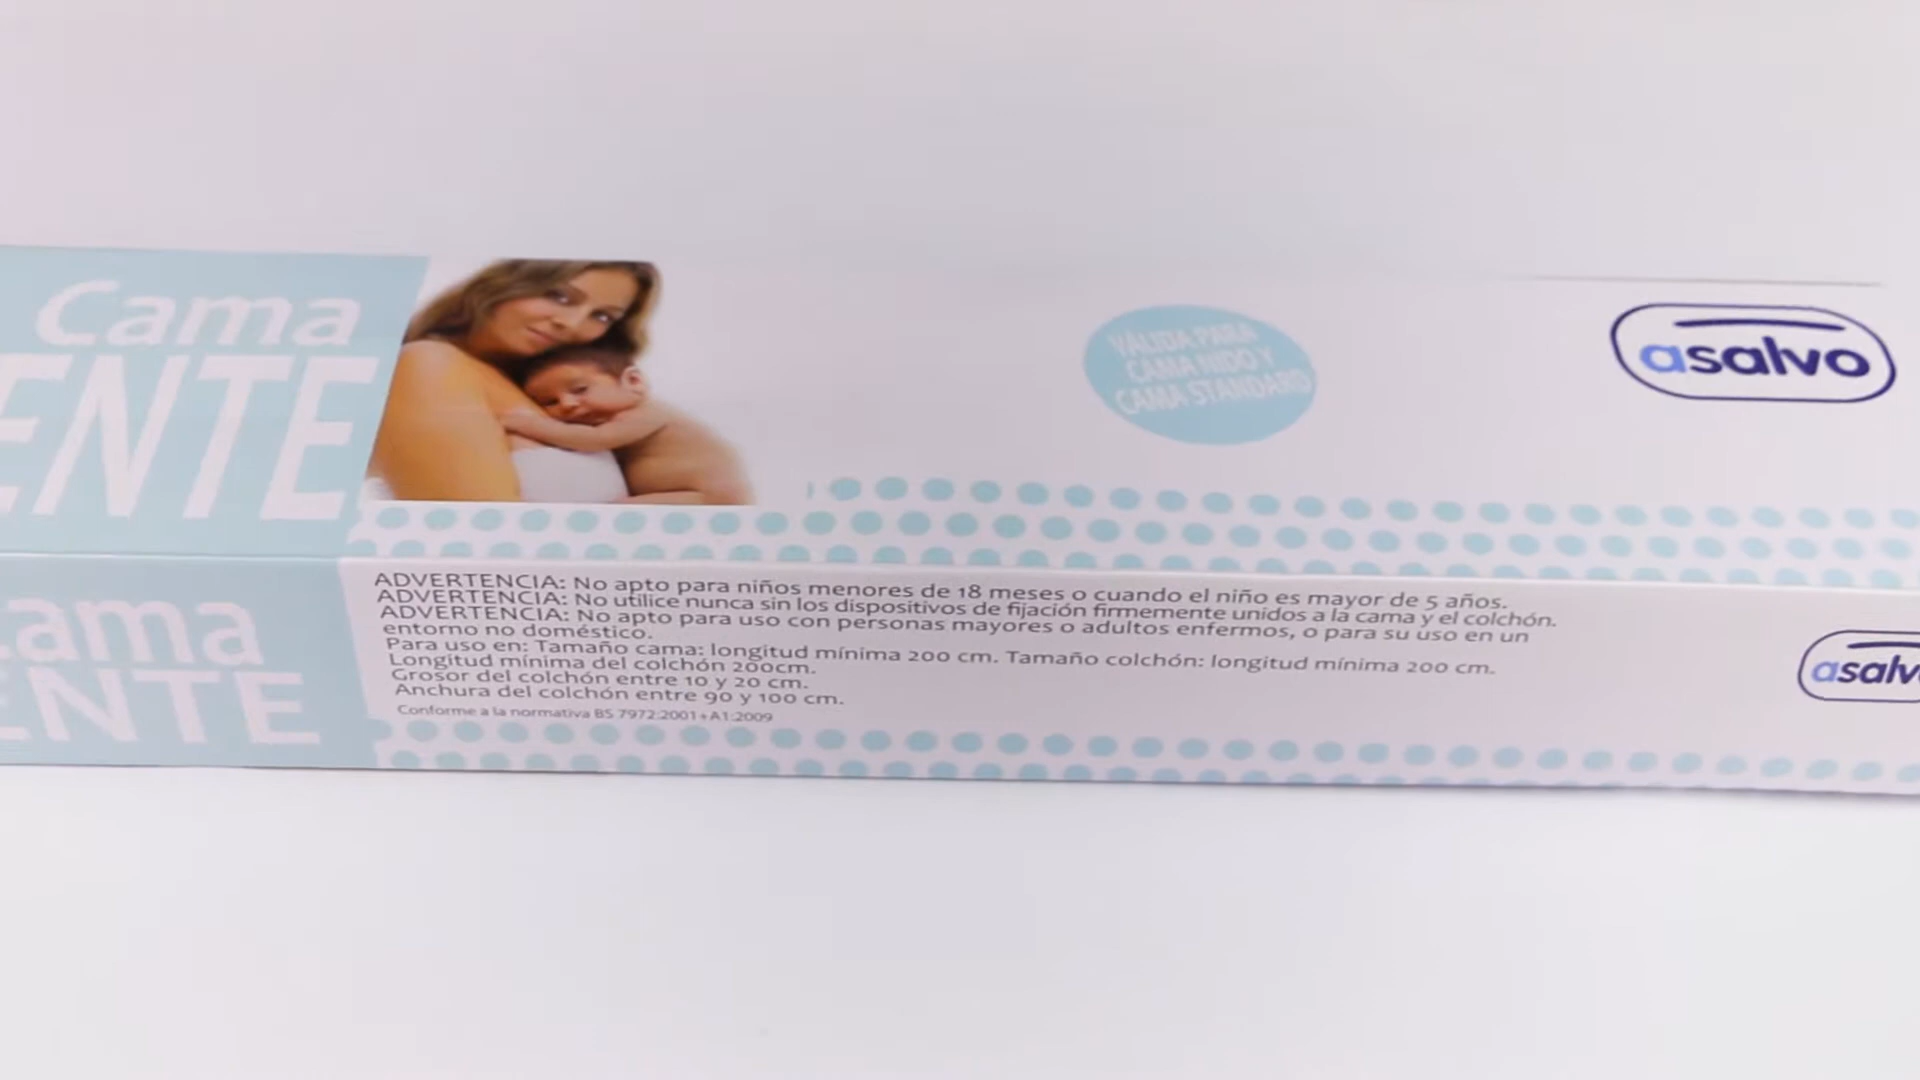 Cama
ENTE
VÁLIDA PARA
CAMA NIDO Y
CAMA STANDARD
asalvo
ama
ENTE
ADVERTENCIA: No apto para niños menores de 18 meses o cuando el niño es mayor de 5 años.
ADVERTENCIA: No utilice nunca sin los dispositivos de fijación firmemente unidos a la cama y el colchón.
ADVERTENCIA: No apto para uso con personas mayores o adultos enfermos, o para su uso en un
entorno no doméstico.
Para uso en: Tamaño cama: longitud mínima 200 cm. Tamaño colchón: longitud mínima 200 cm.
Longitud mínima del colchón 200cm.
Grosor del colchón entre 10 y 20 cm.
Anchura del colchón entre 90 y 100 cm.
Conforme a la normativa BS 7972:2001+A1:2009
asalv